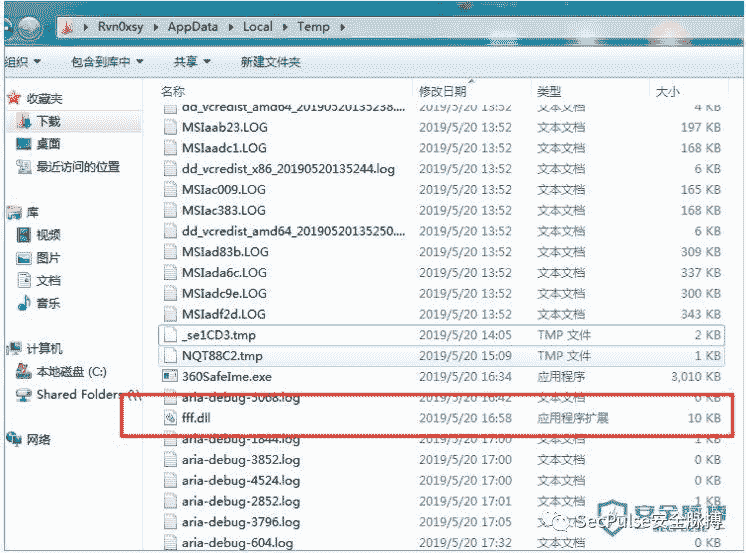 Rvn0xsy ▸ AppData ▸ Local ▸ Temp ▸
组织 包含到库中 共享 新建文件夹
收藏夹
下载
桌面
最近访问的位置
库
视频
图片
文档
音乐
计算机
本地磁盘 (C:)
Shared Folders (\\
网络
名称 修改日期 类型 大小
dd_vcredist_amd64_20190520135238.... 2019/5/20 13:52 文本文档 4 KB
MSIaab23.LOG 2019/5/20 13:52 文本文档 197 KB
MSIaadc1.LOG 2019/5/20 13:52 文本文档 168 KB
dd_vcredist_x86_20190520135244.log 2019/5/20 13:52 文本文档 6 KB
MSIac009.LOG 2019/5/20 13:52 文本文档 165 KB
MSIac383.LOG 2019/5/20 13:52 文本文档 168 KB
dd_vcredist_amd64_20190520135250.... 2019/5/20 13:52 文本文档 6 KB
MSIad83b.LOG 2019/5/20 13:52 文本文档 309 KB
MSIada6c.LOG 2019/5/20 13:52 文本文档 337 KB
MSIadc9e.LOG 2019/5/20 13:52 文本文档 300 KB
MSIadf2d.LOG 2019/5/20 13:52 文本文档 343 KB
_se1CD3.tmp 2019/5/20 14:05 TMP 文件 2 KB
NQT88C2.tmp 2019/5/20 15:09 TMP 文件 1 KB
360SafeIme.exe 2019/5/20 16:34 应用程序 3,010 KB
aria-debug-5068.log 2019/5/20 16:42 文本文档 0 KB
fff.dll 2019/5/20 16:58 应用程序扩展 10 KB
aria-debug-1844.log 2019/5/20 17:00 文本文档 1 KB
aria-debug-3852.log 2019/5/20 17:00 文本文档 0 KB
aria-debug-4524.log 2019/5/20 17:00 文本文档 0 KB
aria-debug-2852.log 2019/5/20 17:01 文本文档 1 KB
aria-debug-3796.log 2019/5/20 17:05 文本文档
aria-debug-604.log 2019/5/20 17:32 文本文档 0 KB
安全脉搏
SecPulse安全脉搏